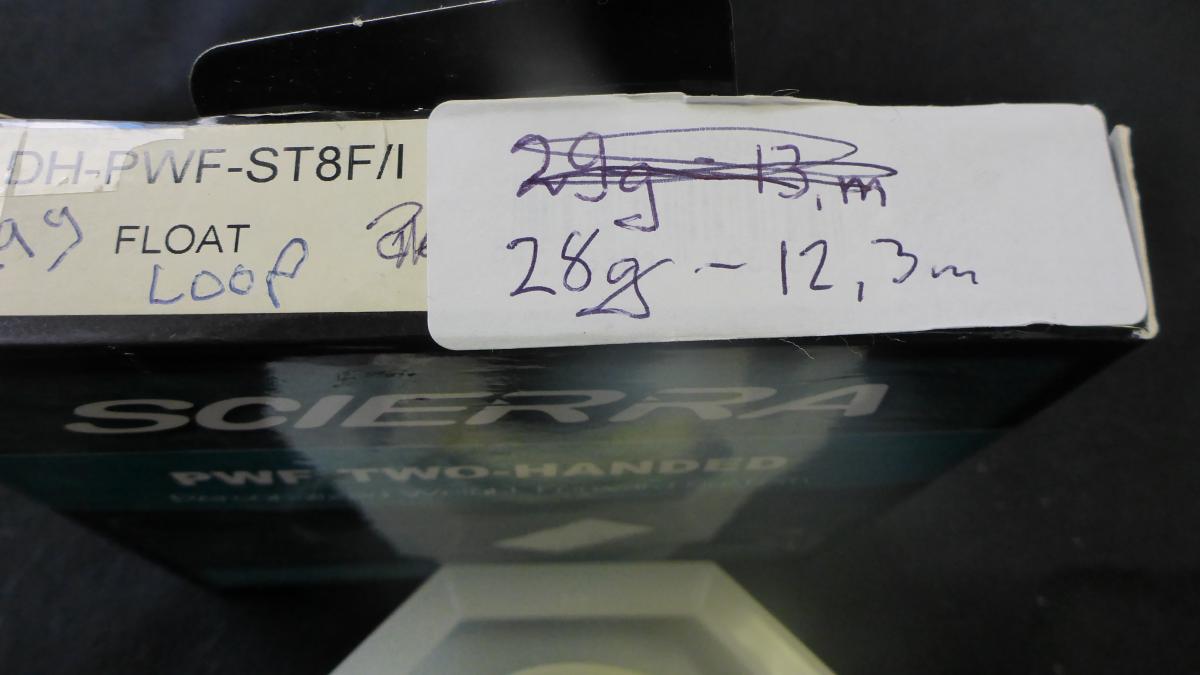 DH-PWF-ST8F/I
29g - 13,m
FLOAT
28g - 12,3m
LOOP
SCIERRA
PWF TWO-HANDED